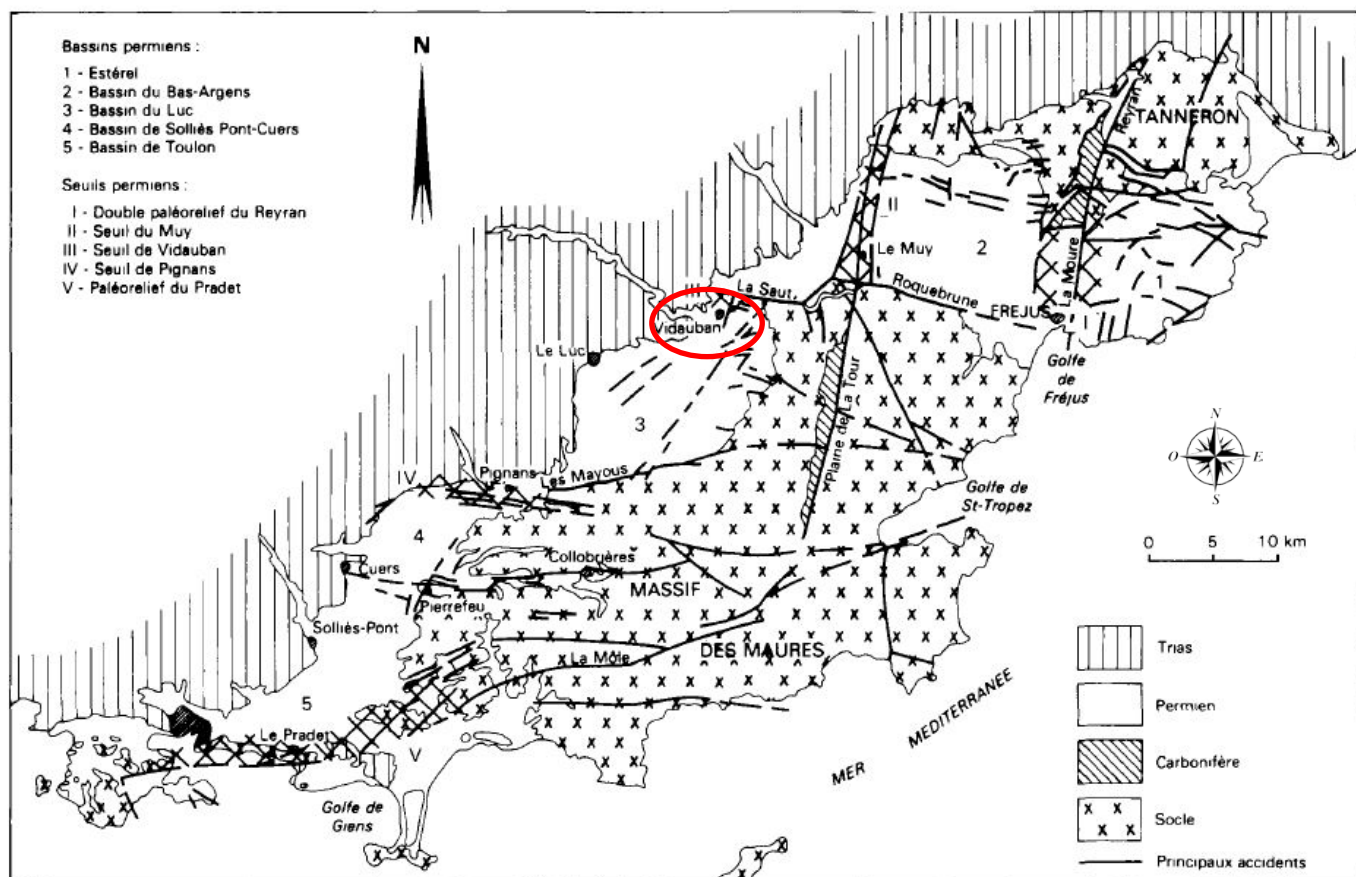 Bassins permiens :
1 - Estérel
2 - Bassin du Bas-Argens
3 - Bassin du Luc
4 - Bassin de Solliès Pont-Cuers
5 - Bassin de Toulon
Seuils permiens :
I - Double paléorelief du Reyran
II - Seuil du Muy
III - Seuil de Vidauban
IV - Seuil de Pignans
V - Paléorelief du Pradet
N
Reyran
TANNERON
II
2
Le Muy
La Moure
1
III
La Saut
Roquebrune
FREJUS
I
Vidauban
Le Luc
Golfe
de
Fréjus
3
Plaine de La Tour
N
O
E
S
IV
Pignans
Les Mayous
Golfe de
St-Tropez
4
0 5 10 km
Cuers
Collobrières
MASSIF
Pierrefeu
Solliès-Pont
DES MAURES
La Môle
5
Le Pradet
V
MER MEDITERRANEE
Golfe de
Giens
Trias
Permien
Carbonifère
Socle
Principaux accidents